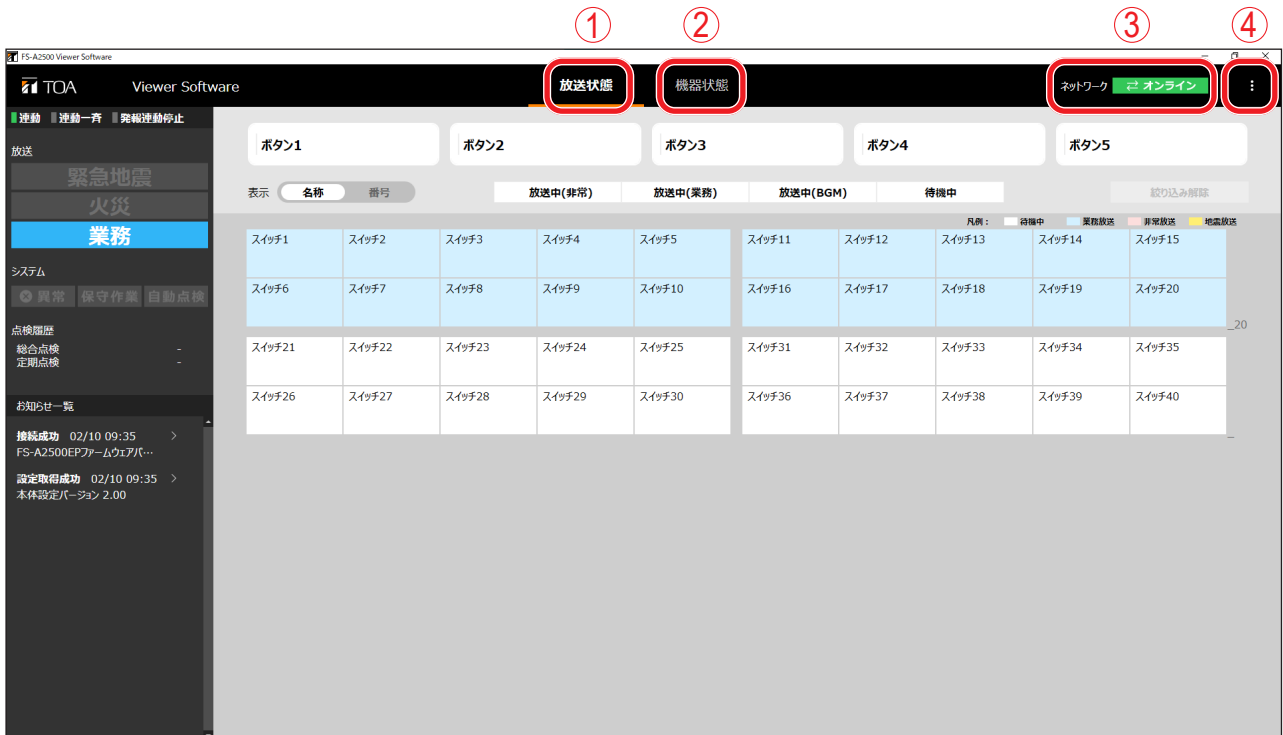 ① ② ③ ④
FS-A2500 Viewer Software
TOA Viewer Software 放送状態 機器状態 ネットワーク オンライン
連動 連動一斉 発報連動停止
放送
緊急地震
火災
業務
システム
異常 保守作業 自動点検
点検履歴
総合点検 -
定期点検 -
お知らせ一覧
接続成功 02/10 09:35
FS-A2500EPファームウェアバ…
設定取得成功 02/10 09:35
本体設定バージョン 2.00
ボタン1 ボタン2 ボタン3 ボタン4 ボタン5
表示 名称 番号 放送中(非常) 放送中(業務) 放送中(BGM) 待機中 絞り込み解除
凡例： 待機中 業務放送 非常放送 地震放送
スイッチ1 スイッチ2 スイッチ3 スイッチ4 スイッチ5 スイッチ11 スイッチ12 スイッチ13 スイッチ14 スイッチ15
スイッチ6 スイッチ7 スイッチ8 スイッチ9 スイッチ10 スイッチ16 スイッチ17 スイッチ18 スイッチ19 スイッチ20
_20
スイッチ21 スイッチ22 スイッチ23 スイッチ24 スイッチ25 スイッチ31 スイッチ32 スイッチ33 スイッチ34 スイッチ35
スイッチ26 スイッチ27 スイッチ28 スイッチ29 スイッチ30 スイッチ36 スイッチ37 スイッチ38 スイッチ39 スイッチ40
_